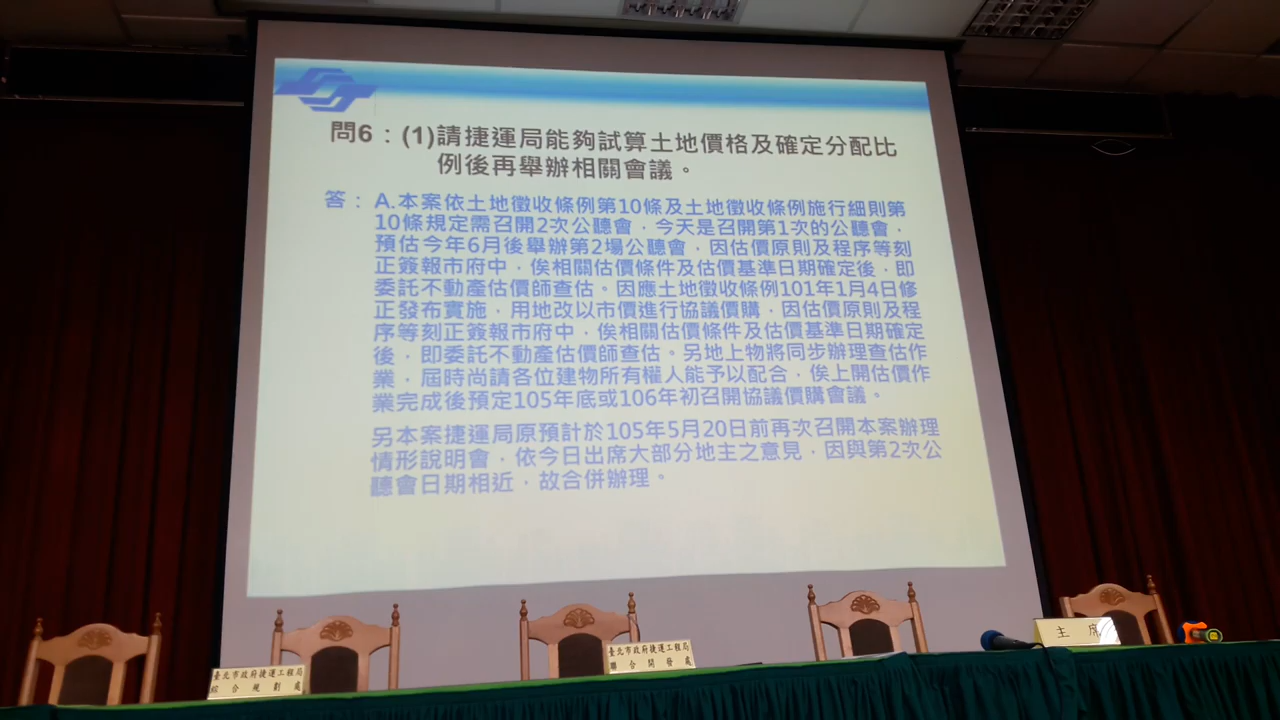 問6：(1)請捷運局能夠試算土地價格及確定分配比
例後再舉辦相關會議。
答： A.本案依土地徵收條例第10條及土地徵收條例施行細則第
10條規定需召開2次公聽會，今天是召開第1次的公聽會，
預估今年6月後舉辦第2場公聽會，因估價原則及程序等刻
正簽報市府中，俟相關估價條件及估價基準日期確定後，即
委託不動產估價師查估。因應土地徵收條例101年1月4日修
正發布實施，用地改以市價進行協議價購，因估價原則及程
序等刻正簽報市府中，俟相關估價條件及估價基準日期確定
後，即委託不動產估價師查估。另地上物將同步辦理查估作
業，屆時尚請各位建物所有權人能予以配合，俟上開估價作
業完成後預定105年底或106年初召開協議價購會議。
另本案捷運局原預計於105年5月20日前再次召開本案辦理
情形說明會，依今日出席大部分地主之意見，因與第2次公
聽會日期相近，故合併辦理。
臺北市政府捷運工程局
綜合規劃處
臺北市政府捷運工程局
聯合開發處
主席